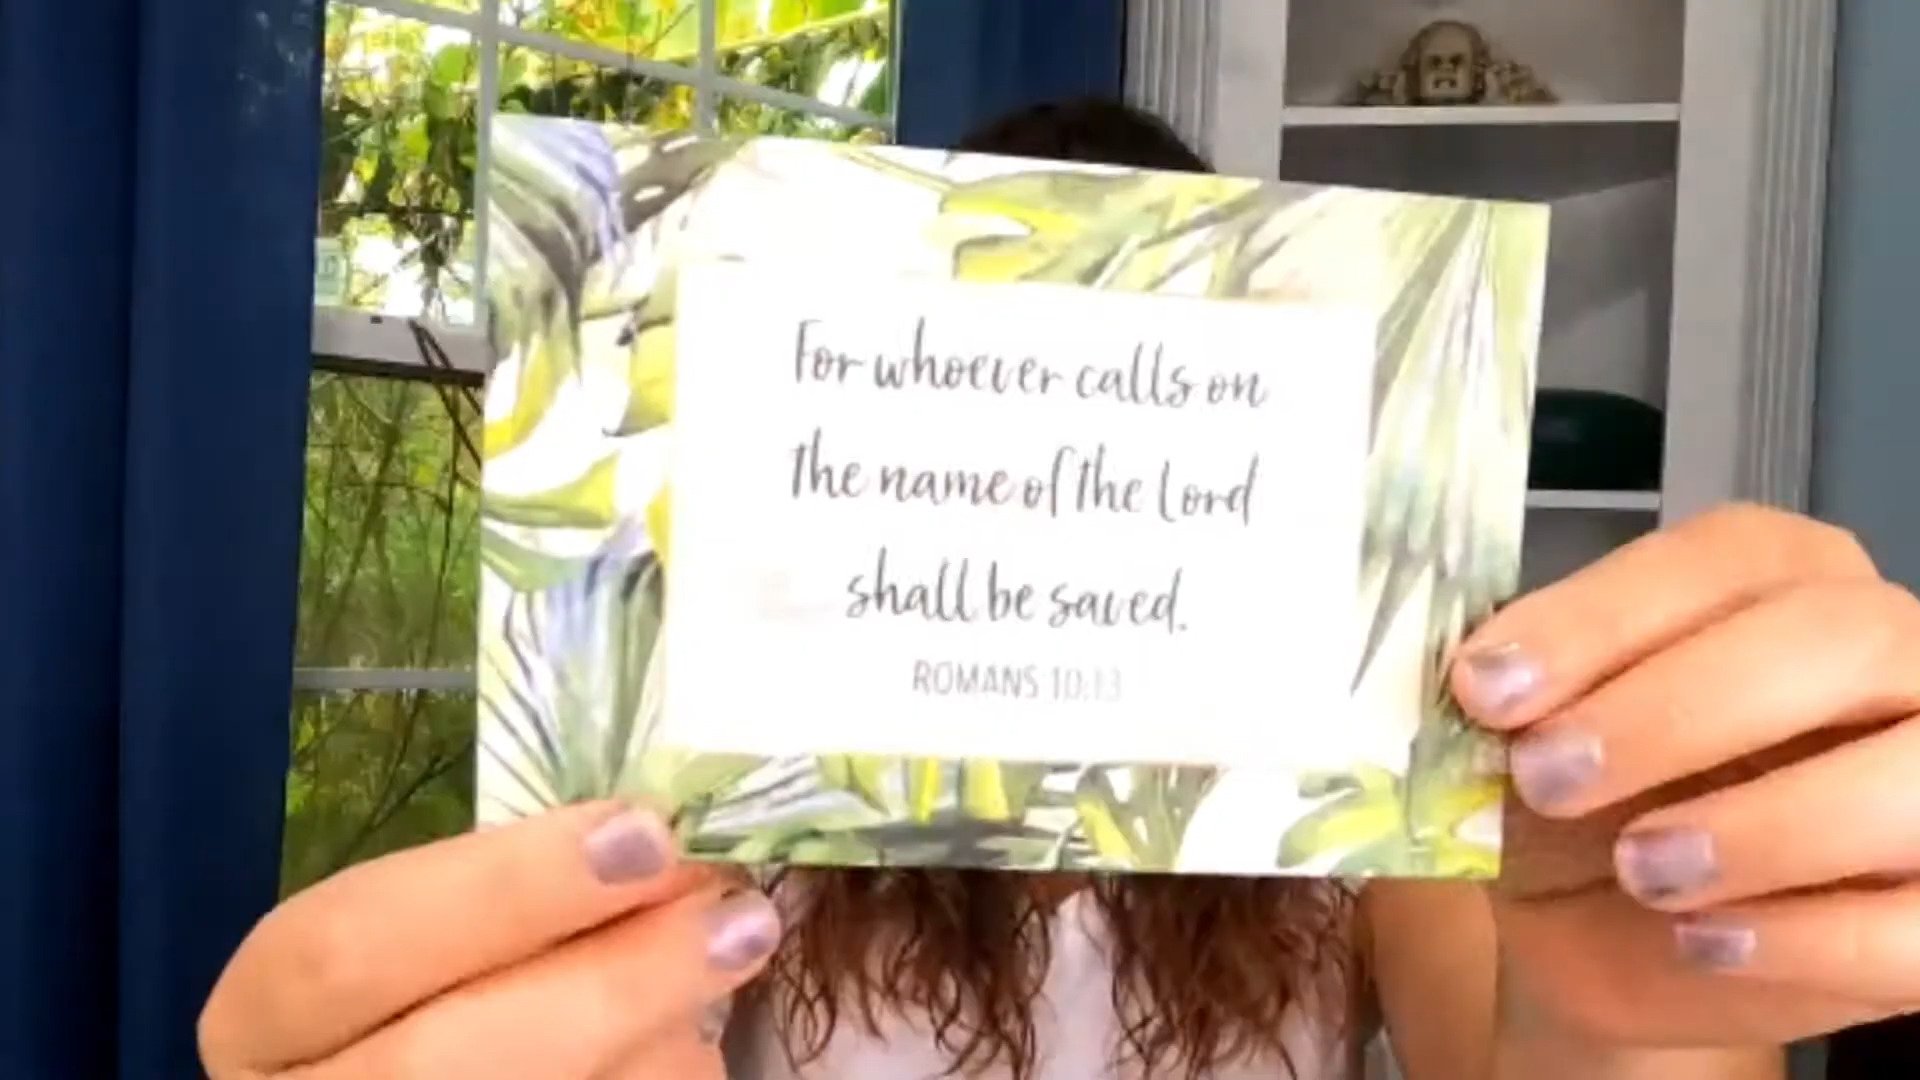 For whoever calls on
the name of the Lord
shall be saved.
ROMANS 10:13